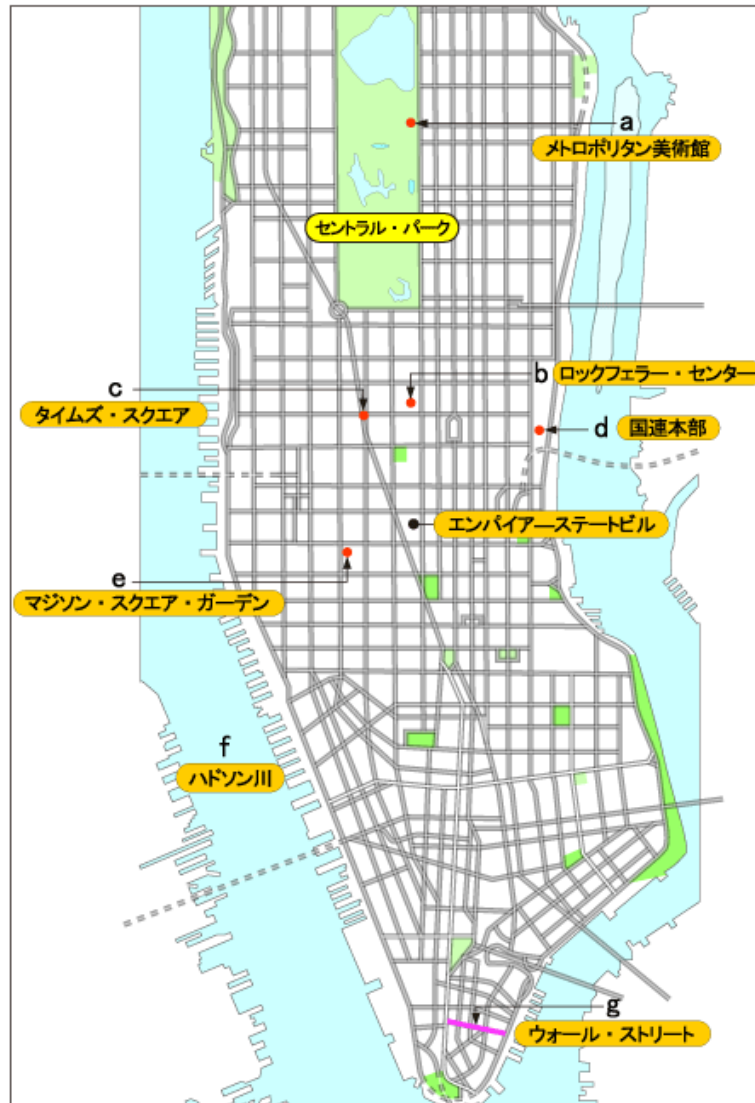 a
メトロポリタン美術館
セントラル・パーク
b ロックフェラー・センター
c
タイムズ・スクエア
d 国連本部
エンパイアーステートビル
e
マジソン・スクエア・ガーデン
f
ハドソン川
g
ウォール・ストリート